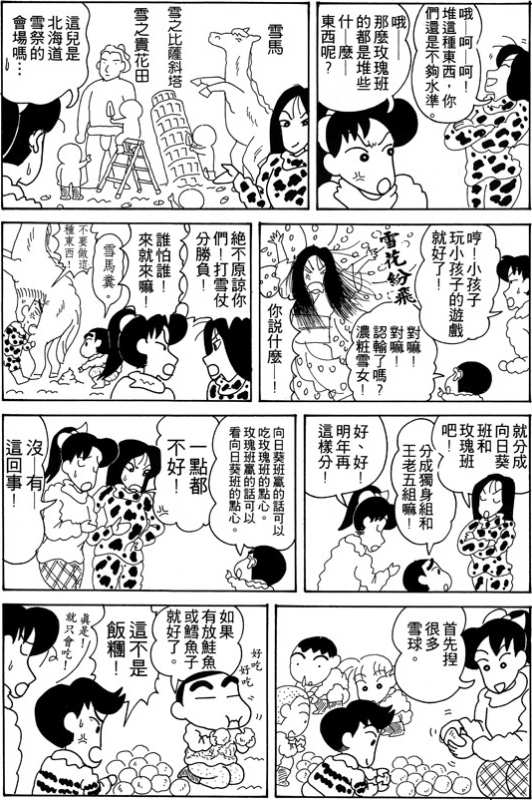 哦，呵—呵！
堆這種東西，你
們還是不夠水準。
哦—
那麼玫瑰班
的都是堆些
什—麼—
東西呢？
雪馬
雪之比薩斜塔
雪之貴花田
這兒是
北海道
雪祭的
會場嗎…
哼！小孩子
玩小孩子的遊戲
就好了！
雪花紛飛
對嘛！
對嘛！
認輸了嗎？
濃粧雪女！
你說什麼—！
絕不原諒你
們！打雪仗
分勝負！
誰怕誰！
來就來嘛！
雪馬糞。
不要做這
種東西！
就分成
向日葵
班和
玫瑰班
吧！
分成獨身組和
王老五組嘛！
好、好！
明年再
這樣分！
向日葵班贏的話可以
吃玫瑰班的點心。
玫瑰班贏的話可以
看向日葵班的點心。
一點都
不好！
沒—有
這回事！
首先揑
很多
雪球。
如果
有放鮭魚
或鱈魚子
就好了。
好吃
好吃
這不是
飯糰！
真是！
就只會吃！